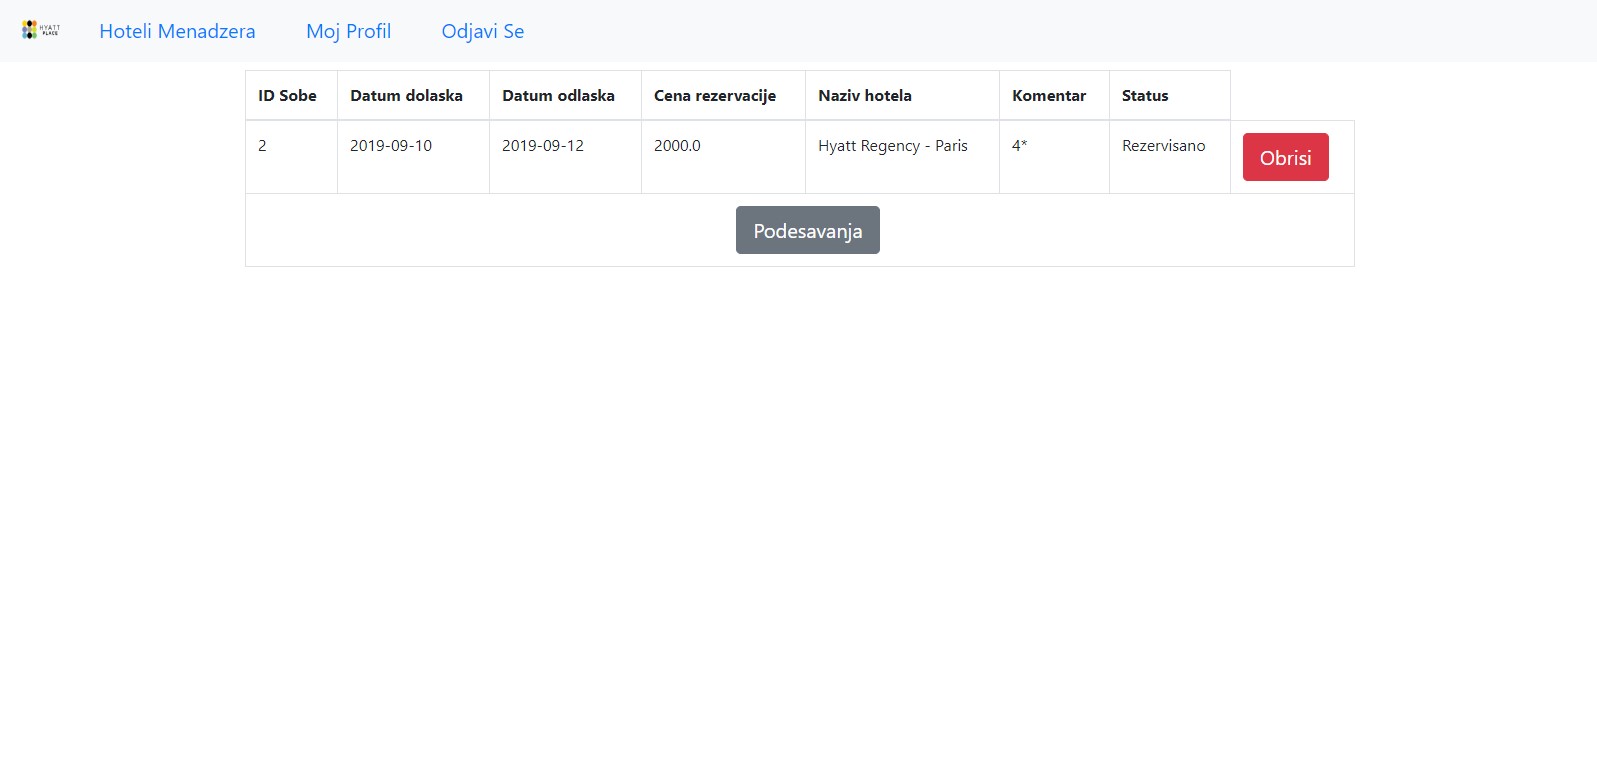 HYATT PLACE Hoteli Menadzera Moj Profil Odjavi Se
ID Sobe Datum dolaska Datum odlaska Cena rezervacije Naziv hotela Komentar Status
2 2019-09-10 2019-09-12 2000.0 Hyatt Regency - Paris 4* Rezervisano Obrisi
Podesavanja